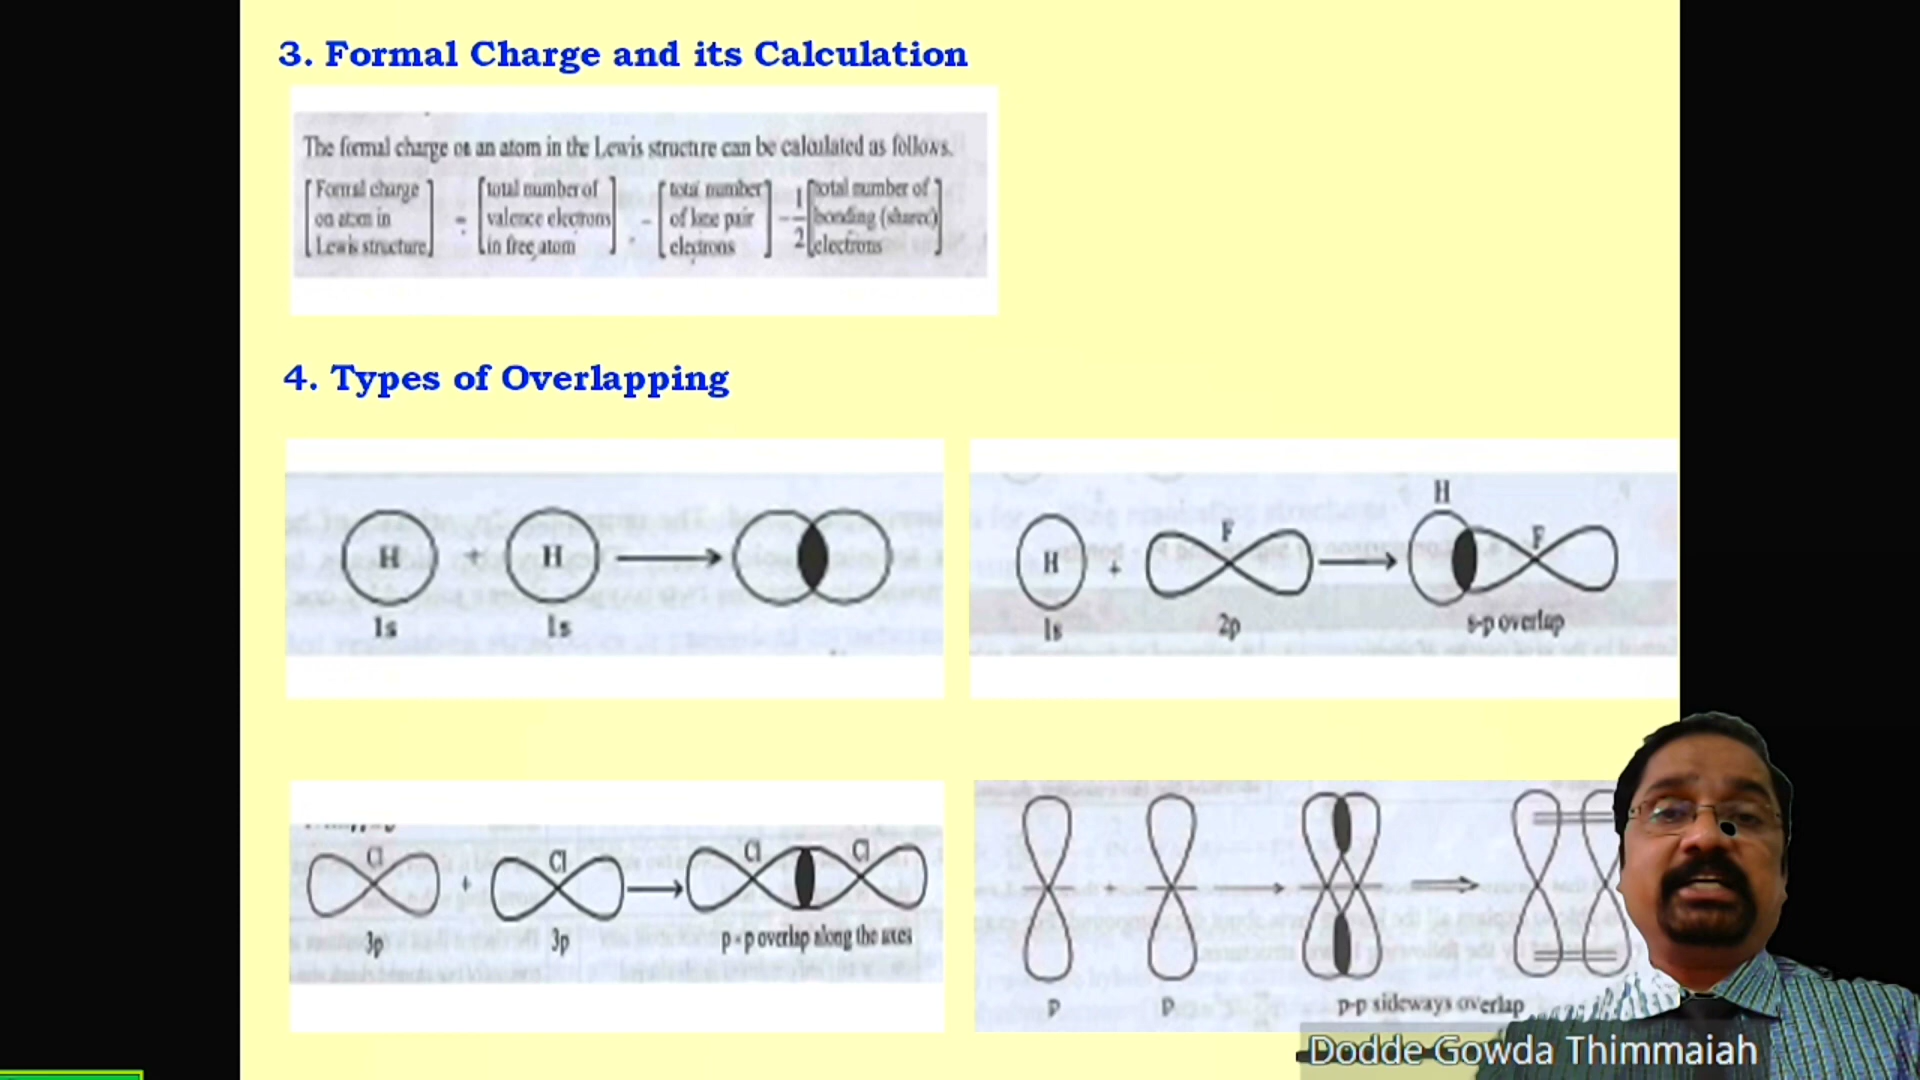 3. Formal Charge and its Calculation
The formal charge on an atom in the Lewis structure can be calculated as follows.
[Formal charge on atom in Lewis structure] = [total number of valence electrons in free atom] - [total number of lone pair electrons] - 1/2 [total number of bonding (shared) electrons]
4. Types of Overlapping
H + H
1s 1s
H
H + F F
1s 2p s-p overlap
Cl + Cl Cl Cl
3p 3p p-p overlap along the axes
+
p p p-p sideways overlap
Dodde Gowda Thimmaiah